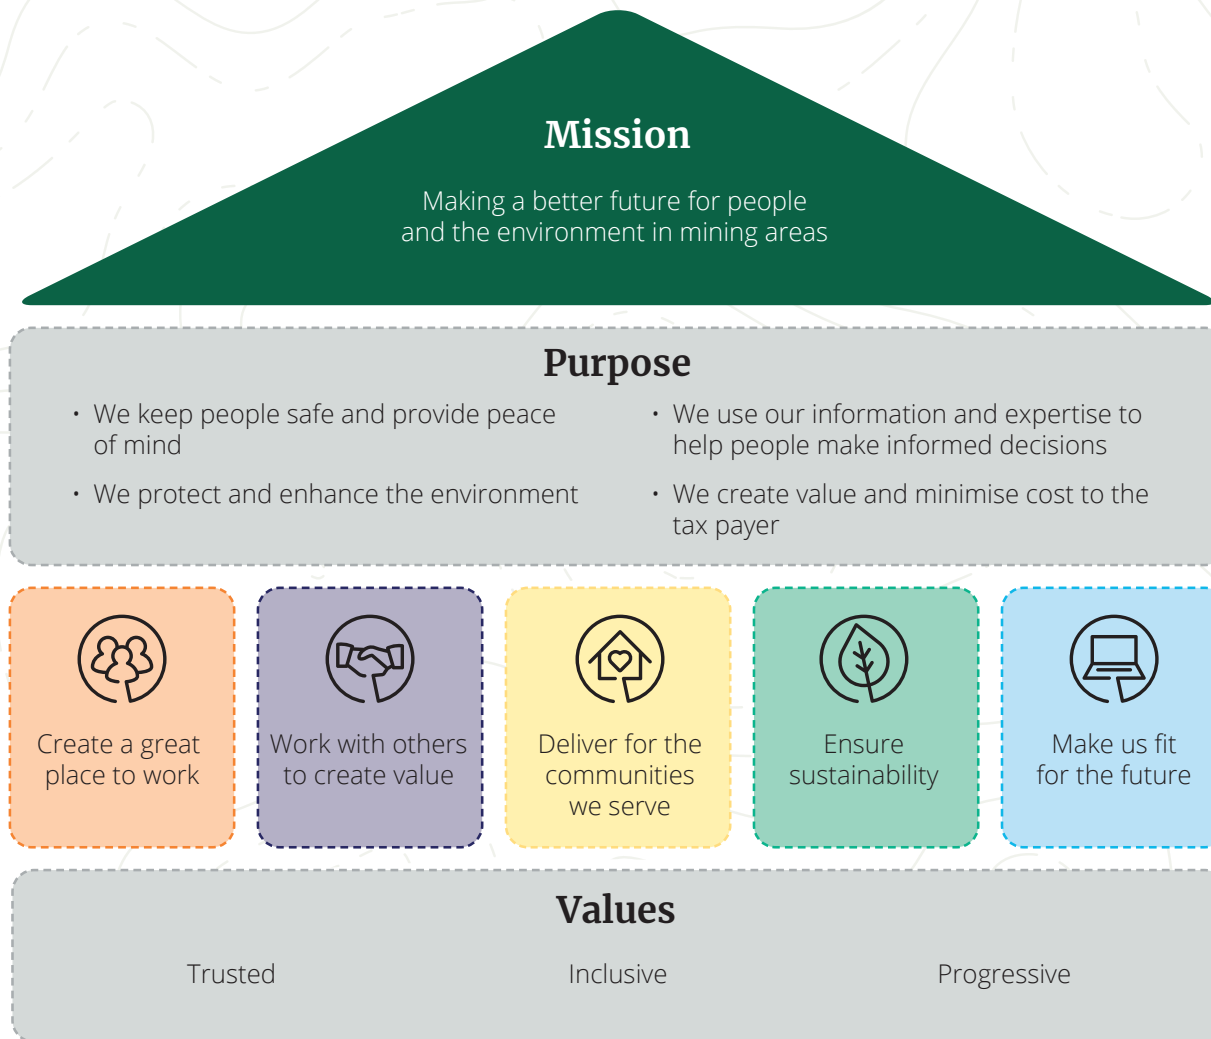 Mission
Making a better future for people
and the environment in mining areas
Purpose
• We keep people safe and provide peace
of mind
• We protect and enhance the environment
• We use our information and expertise to
help people make informed decisions
• We create value and minimise cost to the
tax payer
Create a great
place to work
Work with others
to create value
Deliver for the
communities
we serve
Ensure
sustainability
Make us fit
for the future
Values
Trusted
Inclusive
Progressive